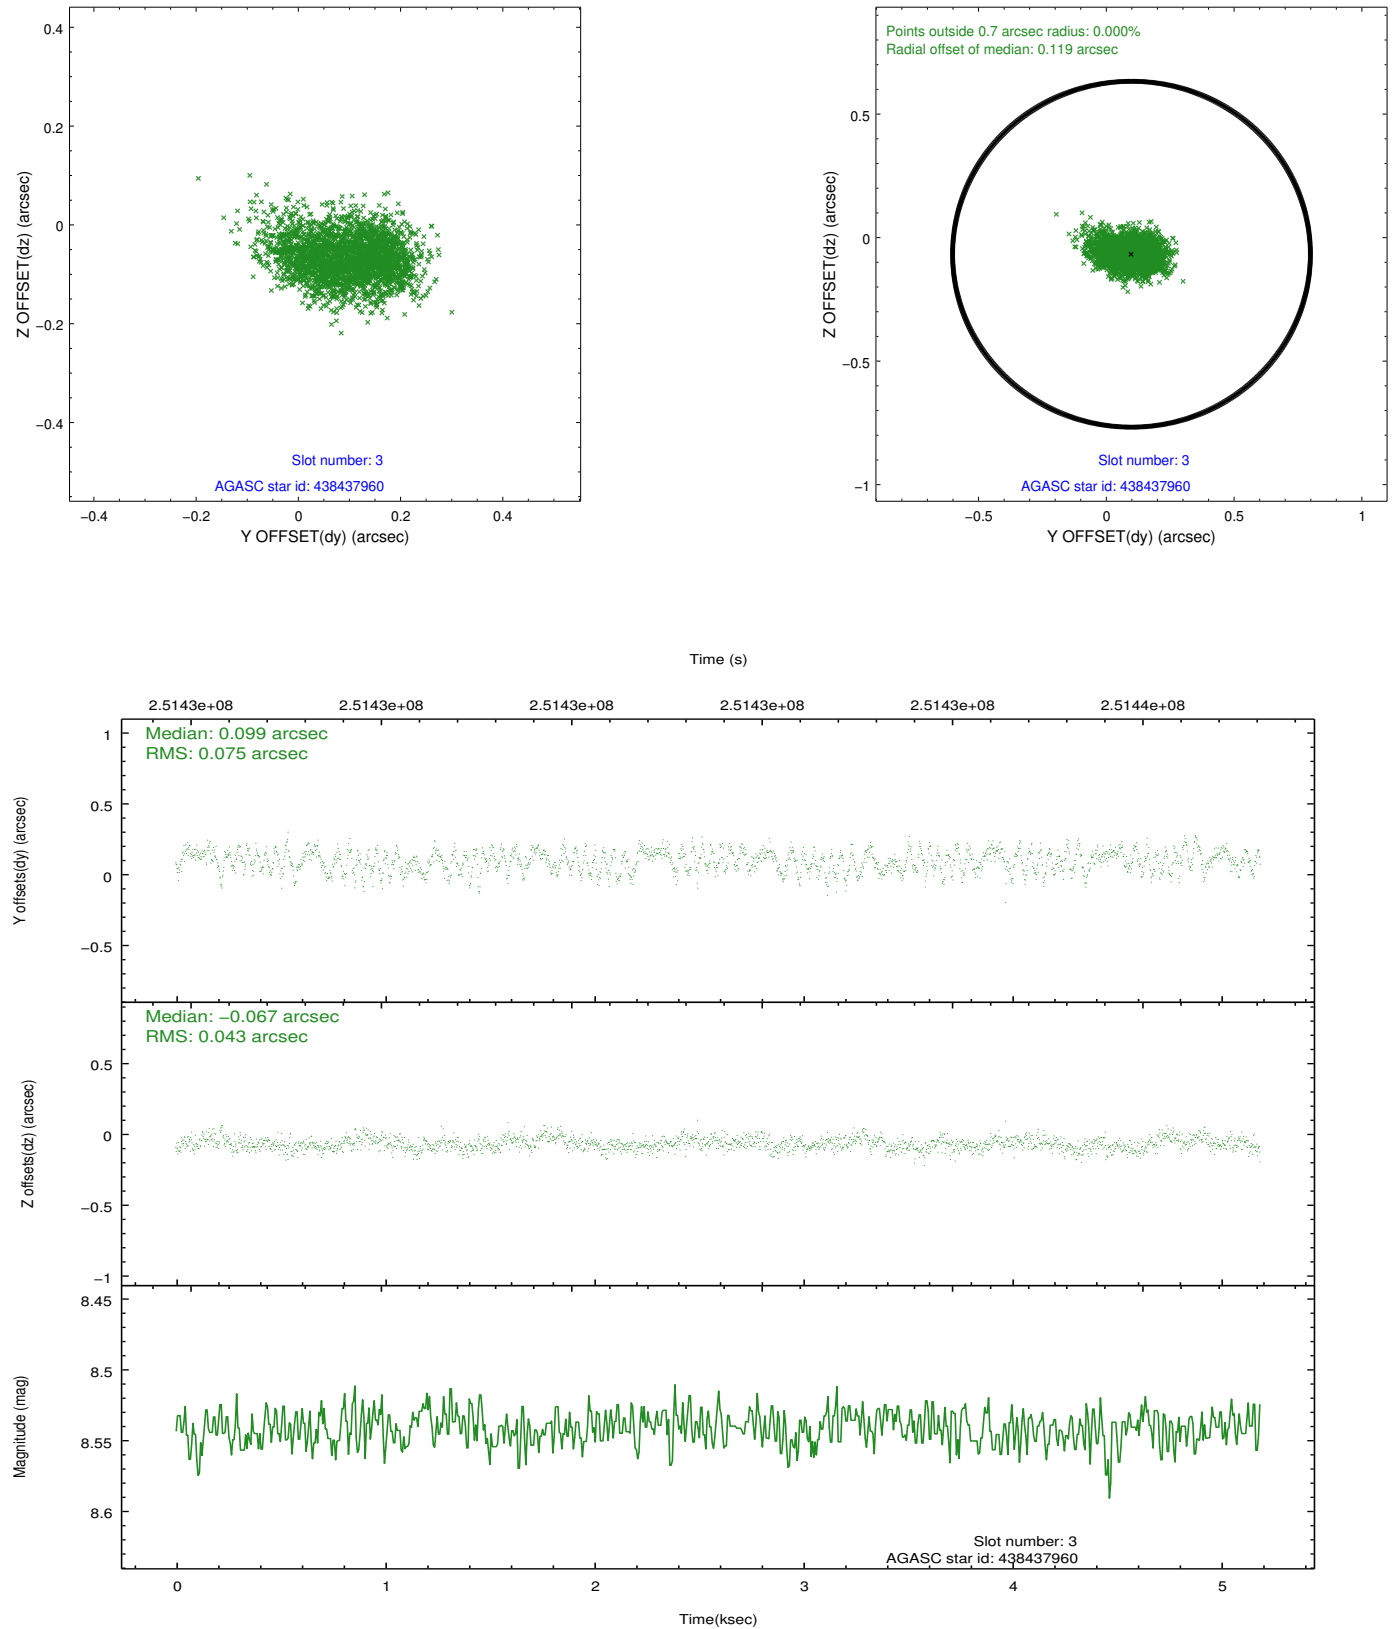 0.4
0.2
0
−0.2
−0.4
Z OFFSET(dz) (arcsec)
Slot number: 3
AGASC star id: 438437960
−0.4 −0.2 0 0.2 0.4
Y OFFSET(dy) (arcsec)
Points outside 0.7 arcsec radius: 0.000%
Radial offset of median: 0.119 arcsec
0.5
0
−0.5
−1
Z OFFSET(dz) (arcsec)
Slot number: 3
AGASC star id: 438437960
−0.5 0 0.5 1
Y OFFSET(dy) (arcsec)
Time (s)
2.5143e+08 2.5143e+08 2.5143e+08 2.5143e+08 2.5143e+08 2.5144e+08
Median: 0.099 arcsec
RMS: 0.075 arcsec
1
0.5
0
−0.5
Y offsets(dy) (arcsec)
Median: −0.067 arcsec
RMS: 0.043 arcsec
0.5
0
−0.5
−1
Z offsets(dz) (arcsec)
8.45
8.5
8.55
8.6
Magnitude (mag)
Slot number: 3
AGASC star id: 438437960
0 1 2 3 4 5
Time(ksec)